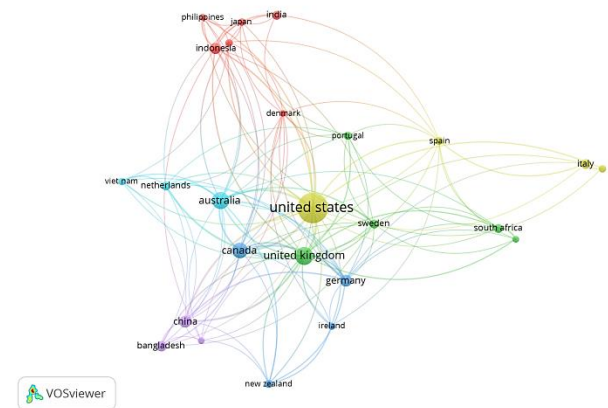 philippines
japan
india
indonesia
denmark
portugal
spain
italy
viet nam
netherlands
australia
united states
sweden
south africa
canada
united kingdom
germany
china
ireland
bangladesh
new zealand
VOSviewer